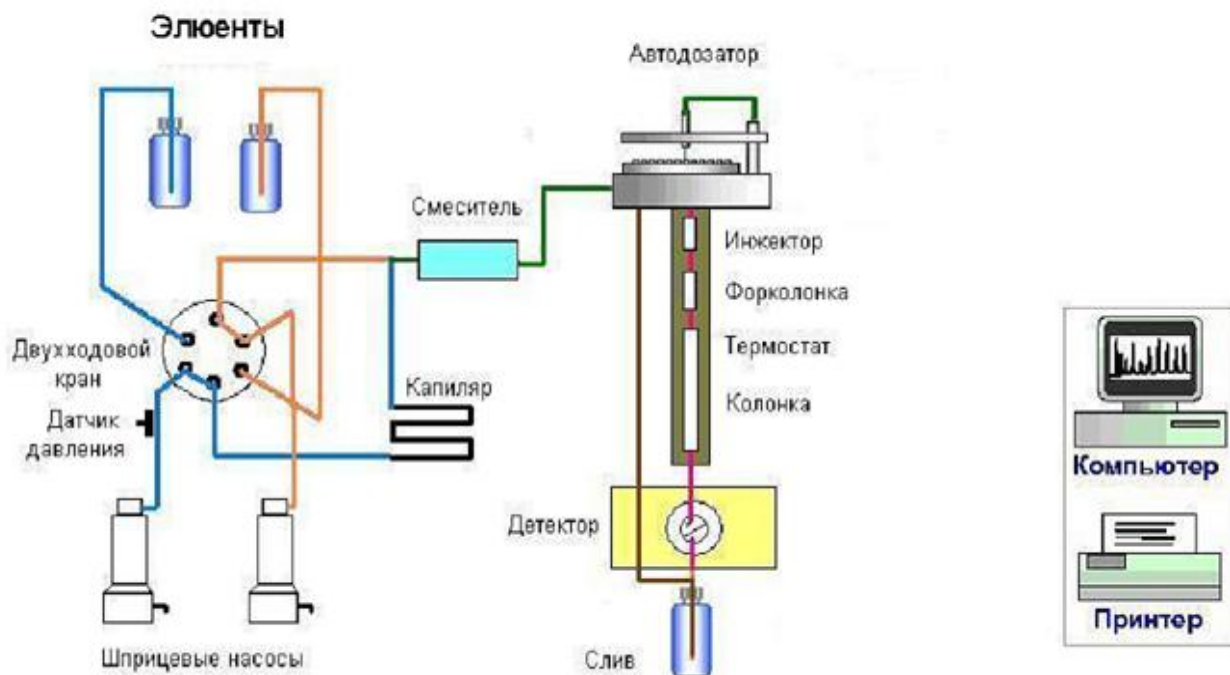 Элюенты
Автодозатор
Смеситель
Инжектор
Форколонка
Двухходовой
кран
Термостат
Капиляр
Колонка
Датчик
давления
Компьютер
Детектор
Принтер
Шприцевые насосы
Слив